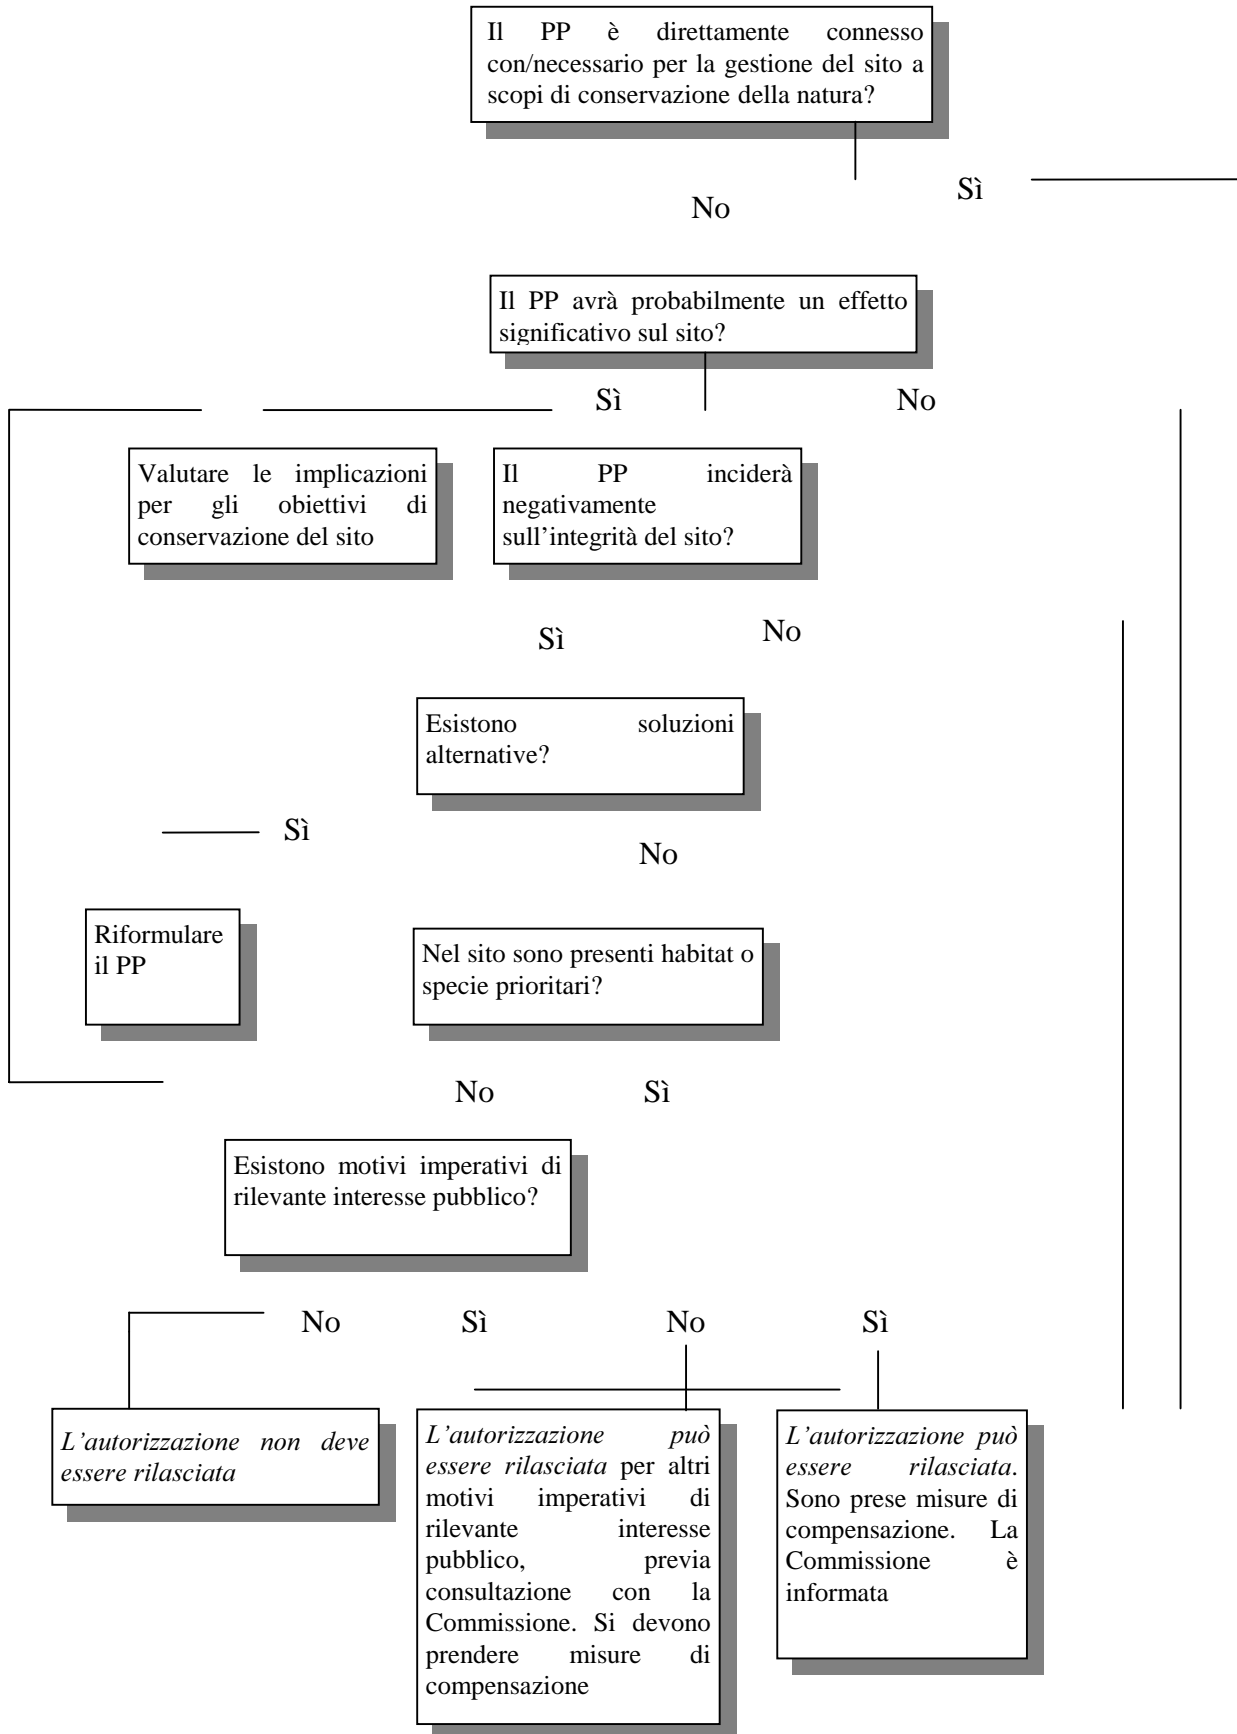 Il PP è direttamente connesso
con/necessario per la gestione del sito a
scopi di conservazione della natura?
Sì
No
Il PP avrà probabilmente un effetto
significativo sul sito?
Sì
No
Valutare le implicazioni
per gli obiettivi di
conservazione del sito
Il PP inciderà
negativamente
sull'integrità del sito?
Sì
No
Esistono soluzioni
alternative?
Sì
No
Riformulare
il PP
Nel sito sono presenti habitat o
specie prioritari?
No
Sì
Esistono motivi imperativi di
rilevante interesse pubblico?
No
Sì
No
Sì
L'autorizzazione non deve
essere rilasciata
L'autorizzazione può
essere rilasciata per altri
motivi imperativi di
rilevante interesse
pubblico, previa
consultazione con la
Commissione. Si devono
prendere misure di
compensazione
L'autorizzazione può
essere rilasciata.
Sono prese misure di
compensazione. La
Commissione è
informata